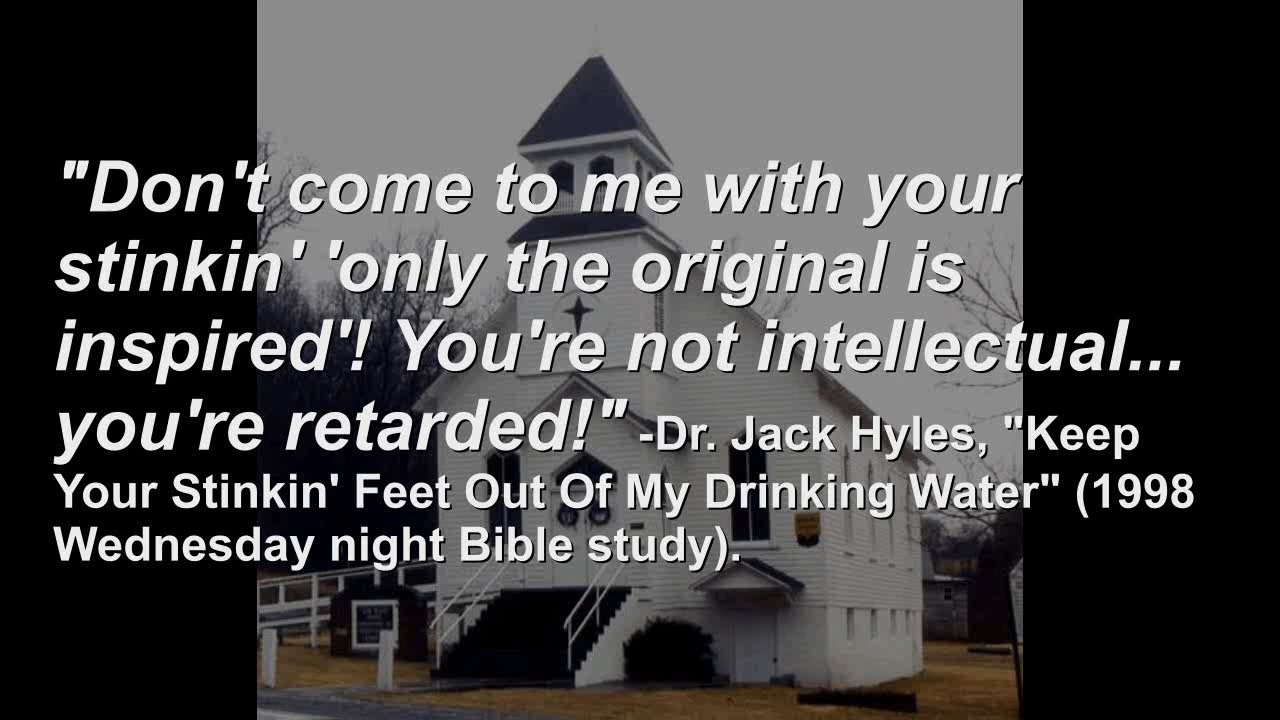 "Don't come to me with your
stinkin' 'only the original is
inspired'! You're not intellectual...
you're retarded!" -Dr. Jack Hyles, "Keep
Your Stinkin' Feet Out Of My Drinking Water" (1998
Wednesday night Bible study).